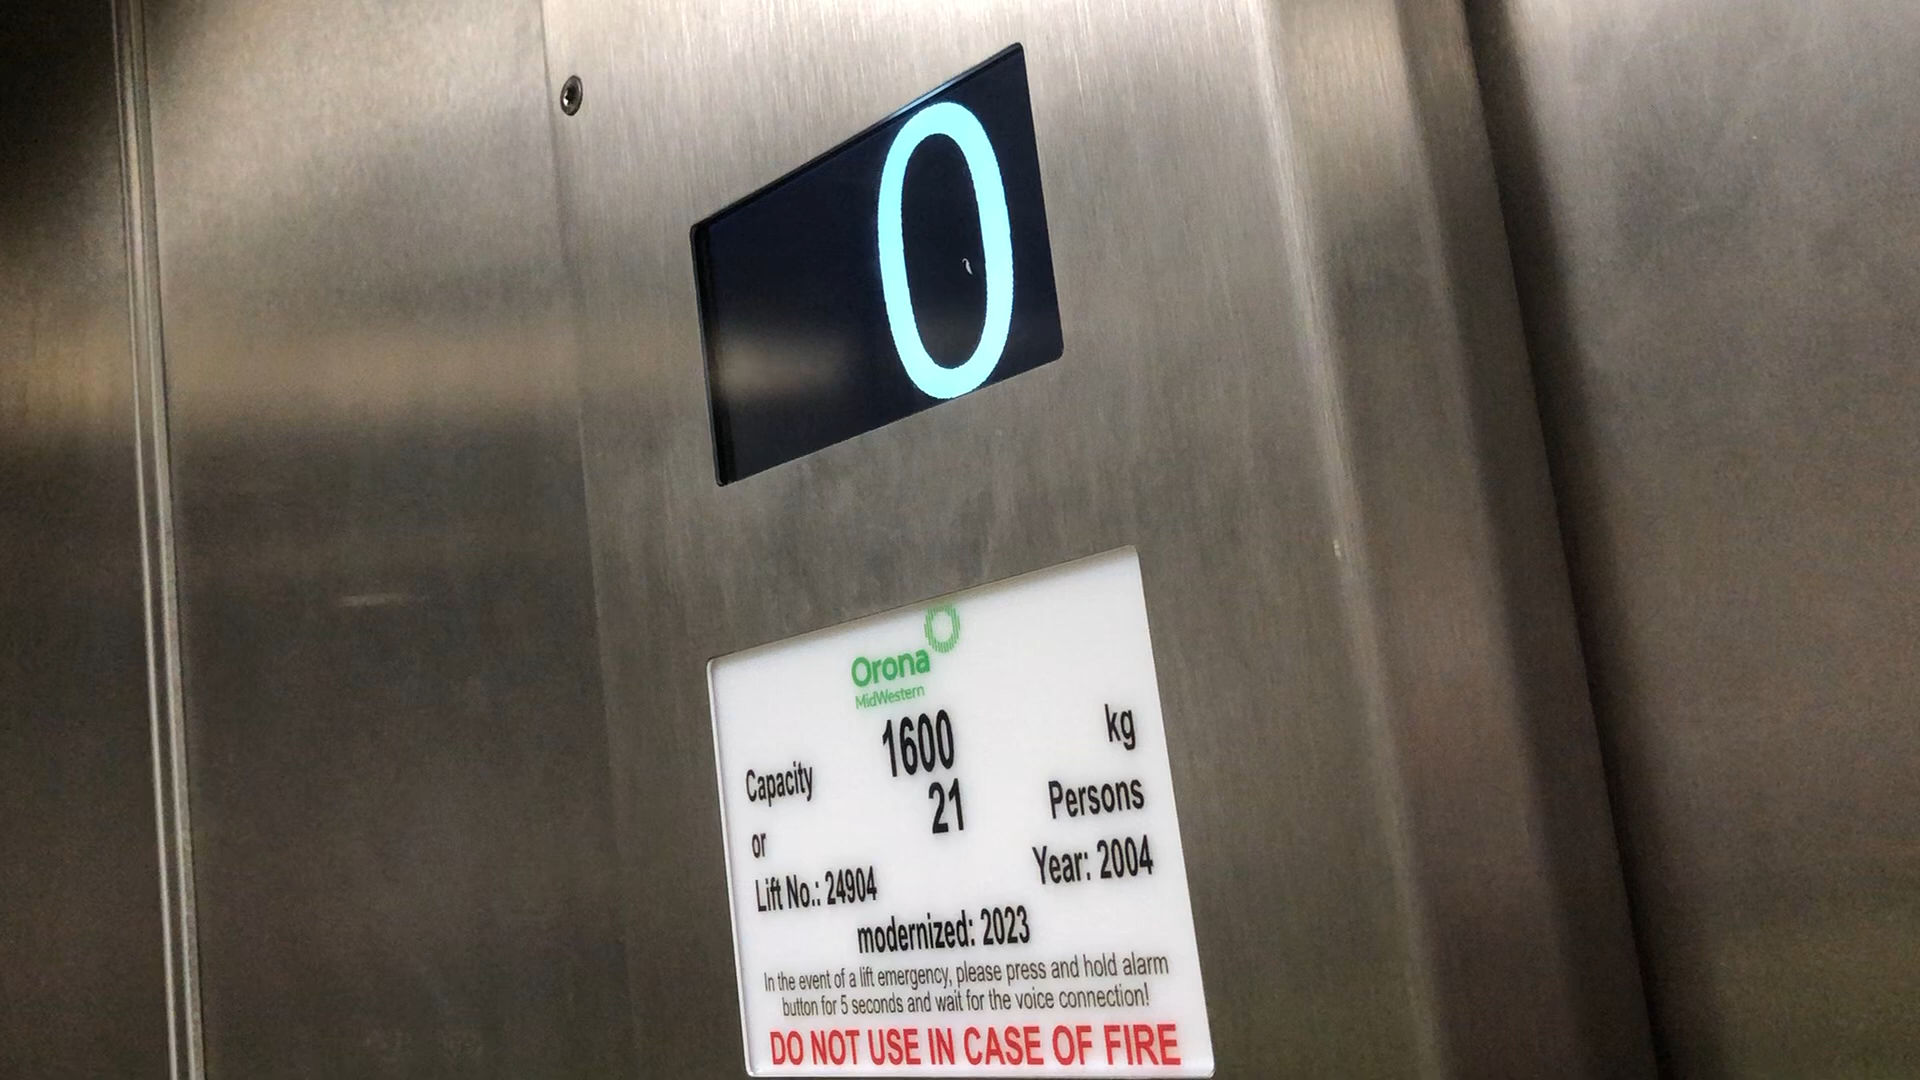 0
Orona
MidWestern
Capacity 1600 kg
or 21 Persons
Lift No.: 24904 Year: 2004
modernized: 2023
In the event of a lift emergency, please press and hold alarm
button for 5 seconds and wait for the voice connection!
DO NOT USE IN CASE OF FIRE